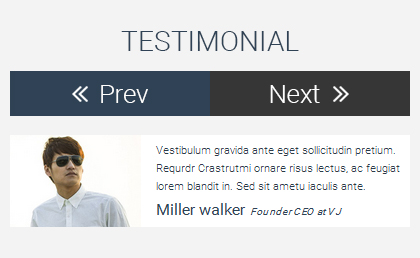 TESTIMONIAL
« Prev
Next »
Vestibulum gravida ante eget sollicitudin pretium.
Requrdr Crastrutmi ornare risus lectus, ac feugiat
lorem blandit in. Sed sit ametu iaculis ante.
Miller walker Founder CEO at VJ